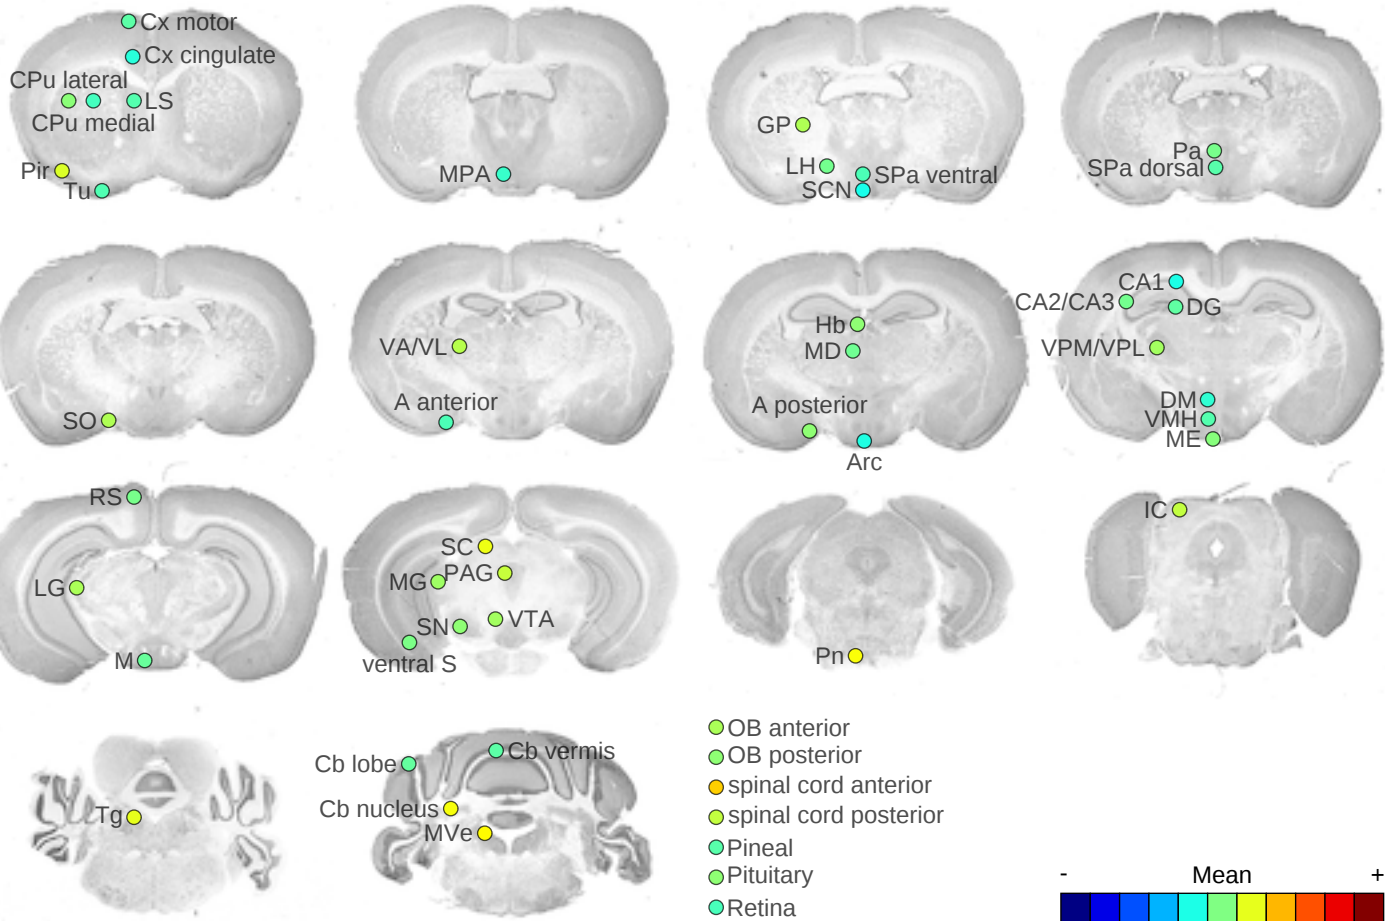 Cx motor
Cx cingulate
CPu lateral
LS
CPu medial
Pir
Tu
MPA
GP
LH
SPa ventral
SCN
Pa
SPa dorsal
SO
VA/VL
A anterior
Hb
MD
A posterior
Arc
CA1
CA2/CA3
DG
VPM/VPL
DM
VMH
ME
RS
LG
M
SC
PAG
MG
VTA
SN
ventral S
Pn
IC
Tg
Cb vermis
Cb lobe
Cb nucleus
MVe
OB anterior
OB posterior
spinal cord anterior
spinal cord posterior
Pineal
Pituitary
Retina
- Mean +